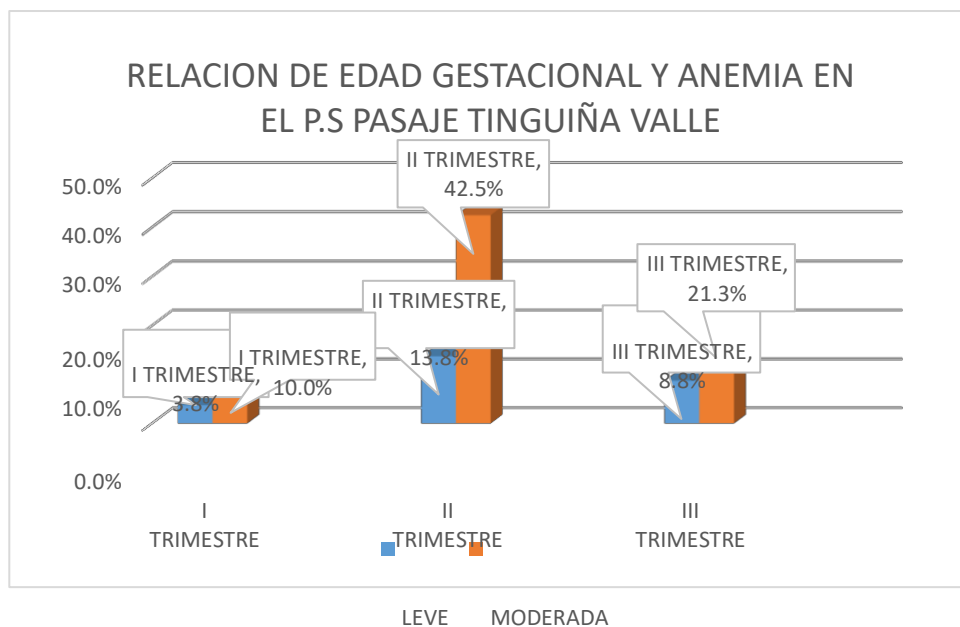 RELACION DE EDAD GESTACIONAL Y ANEMIA EN
EL P.S PASAJE TINGUIÑA VALLE
II TRIMESTRE,
42.5%
50.0%
40.0%
30.0%
20.0%
10.0%
0.0%
III TRIMESTRE,
21.3%
II TRIMESTRE,
13.8%
III TRIMESTRE,
8.8%
I TRIMESTRE,
3.8%
I TRIMESTRE,
10.0%
I
TRIMESTRE
II
TRIMESTRE
III
TRIMESTRE
LEVE MODERADA